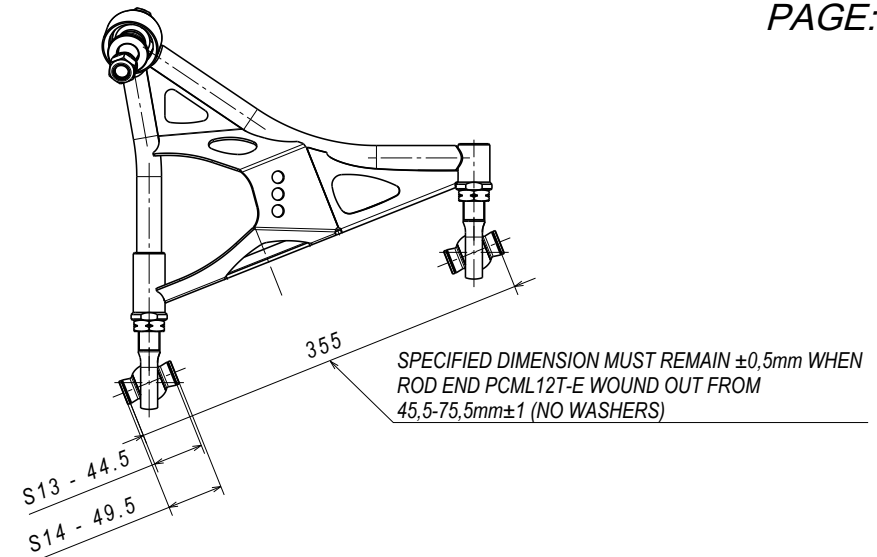 PAGE:
355
SPECIFIED DIMENSION MUST REMAIN ±0,5mm WHEN
ROD END PCML12T-E WOUND OUT FROM
45,5-75,5mm±1 (NO WASHERS)
S13 - 44.5
S14 - 49.5